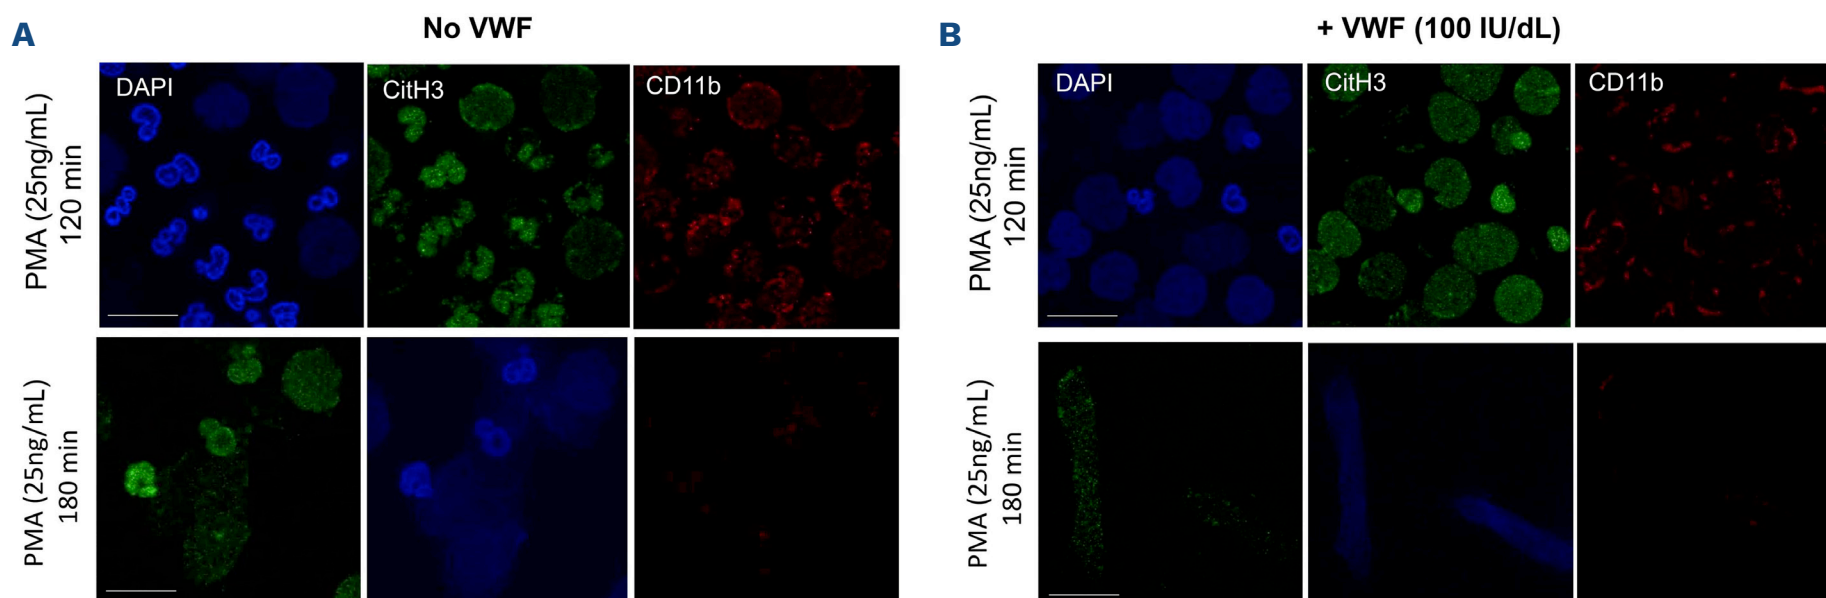 A
No VWF
PMA (25ng/mL)
120 min
DAPI
CitH3
CD11b
PMA (25ng/mL)
180 min
B
+ VWF (100 IU/dL)
PMA (25ng/mL)
120 min
DAPI
CitH3
CD11b
PMA (25ng/mL)
180 min